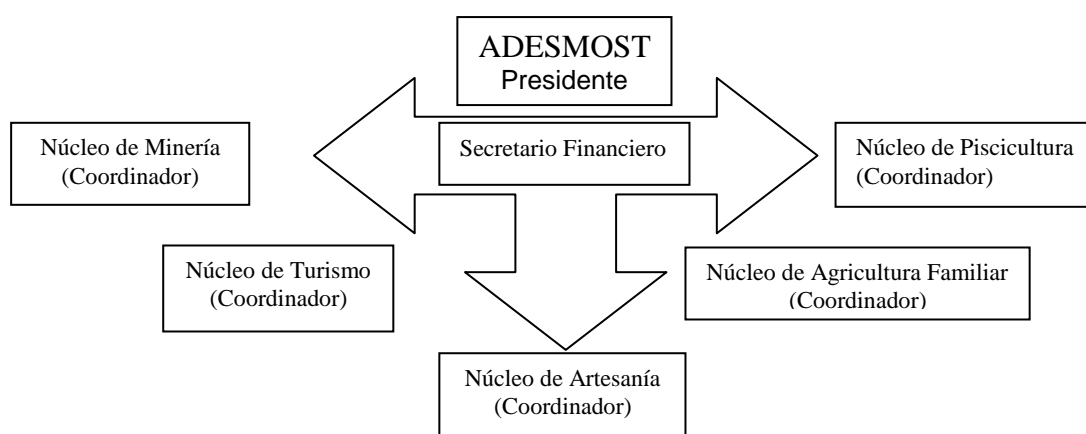 ADESMOST
Presidente
Secretario Financiero
Núcleo de Minería
(Coordinador)
Núcleo de Piscicultura
(Coordinador)
Núcleo de Turismo
(Coordinador)
Núcleo de Agricultura Familiar
(Coordinador)
Núcleo de Artesanía
(Coordinador)